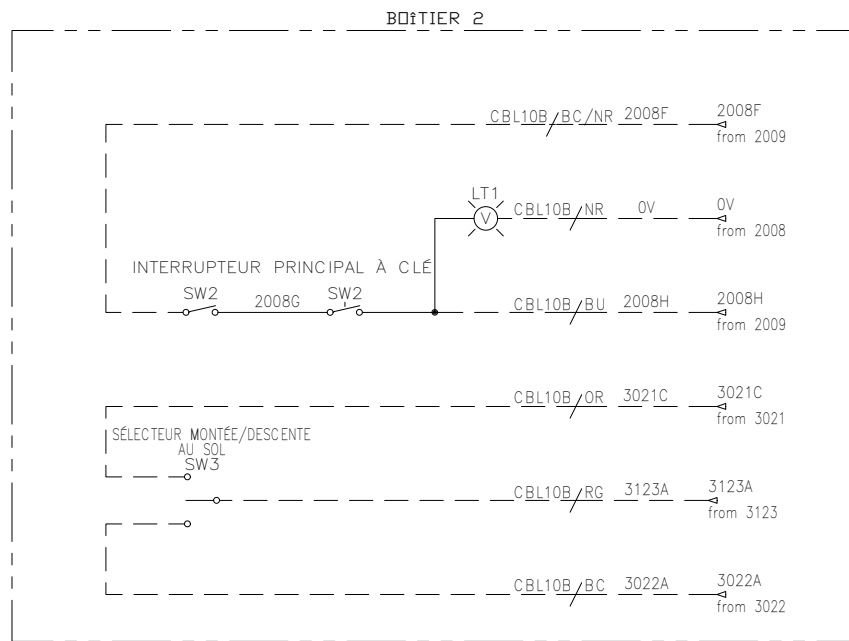 BOÎTIER 2
CBL10B/BC/NR 2008F 2008F
from 2009
LT1
V
CBL10B/NR 0V 0V
from 2008
INTERRUPTEUR PRINCIPAL À CLÉ
SW2 2008G SW2 CBL10B/BU 2008H 2008H
from 2009
CBL10B/OR 3021C 3021C
from 3021
SÉLECTEUR MONTÉE/DESCENTE
AU SOL
SW3
CBL10B/RG 3123A 3123A
from 3123
CBL10B/BC 3022A 3022A
from 3022